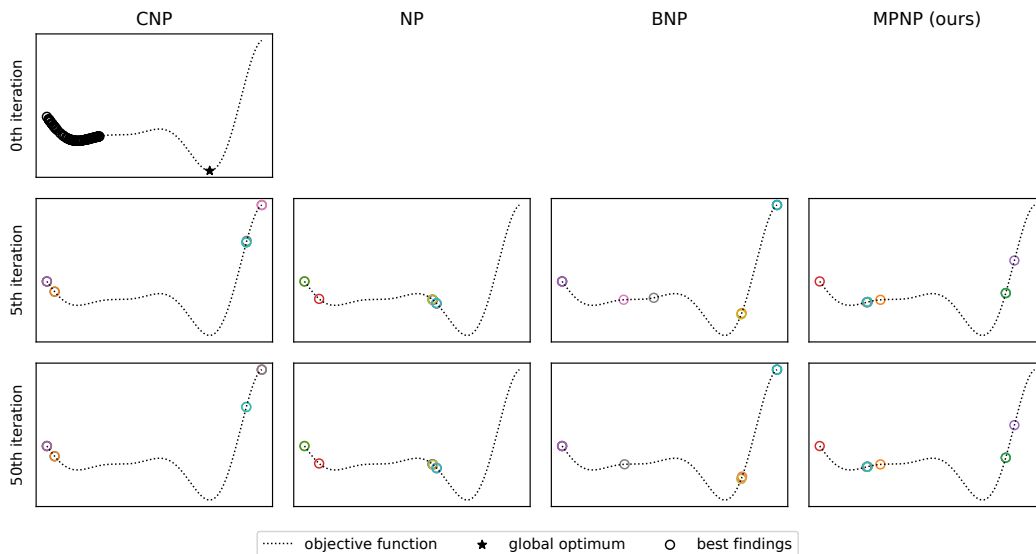 CNP NP BNP MPNP (ours)
0th iteration
5th iteration
50th iteration
objective function global optimum best findings